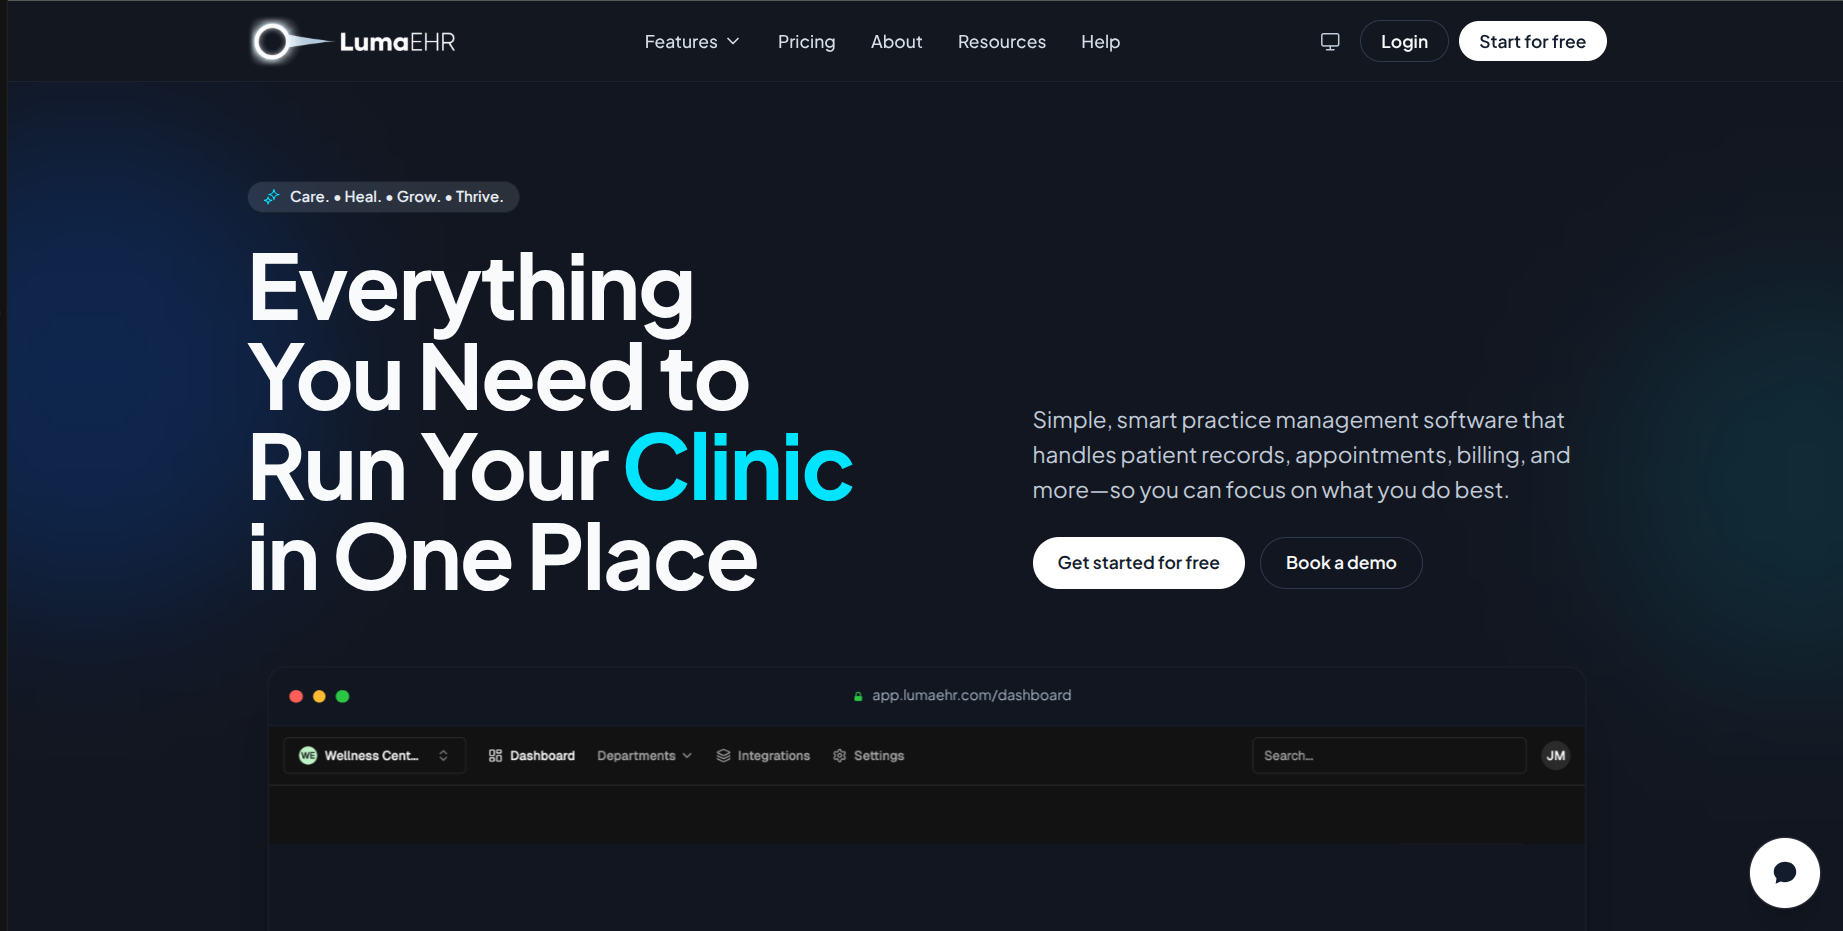 LumaEHR
Features
Pricing
About
Resources
Help
Login
Start for free
Care. • Heal. • Grow. • Thrive.
Everything
You Need to
Run Your Clinic
in One Place
Simple, smart practice management software that
handles patient records, appointments, billing, and
more—so you can focus on what you do best.
Get started for free
Book a demo
app.lumaehr.com/dashboard
WE
Wellness Cent...
Dashboard
Departments
Integrations
Settings
Search...
JM